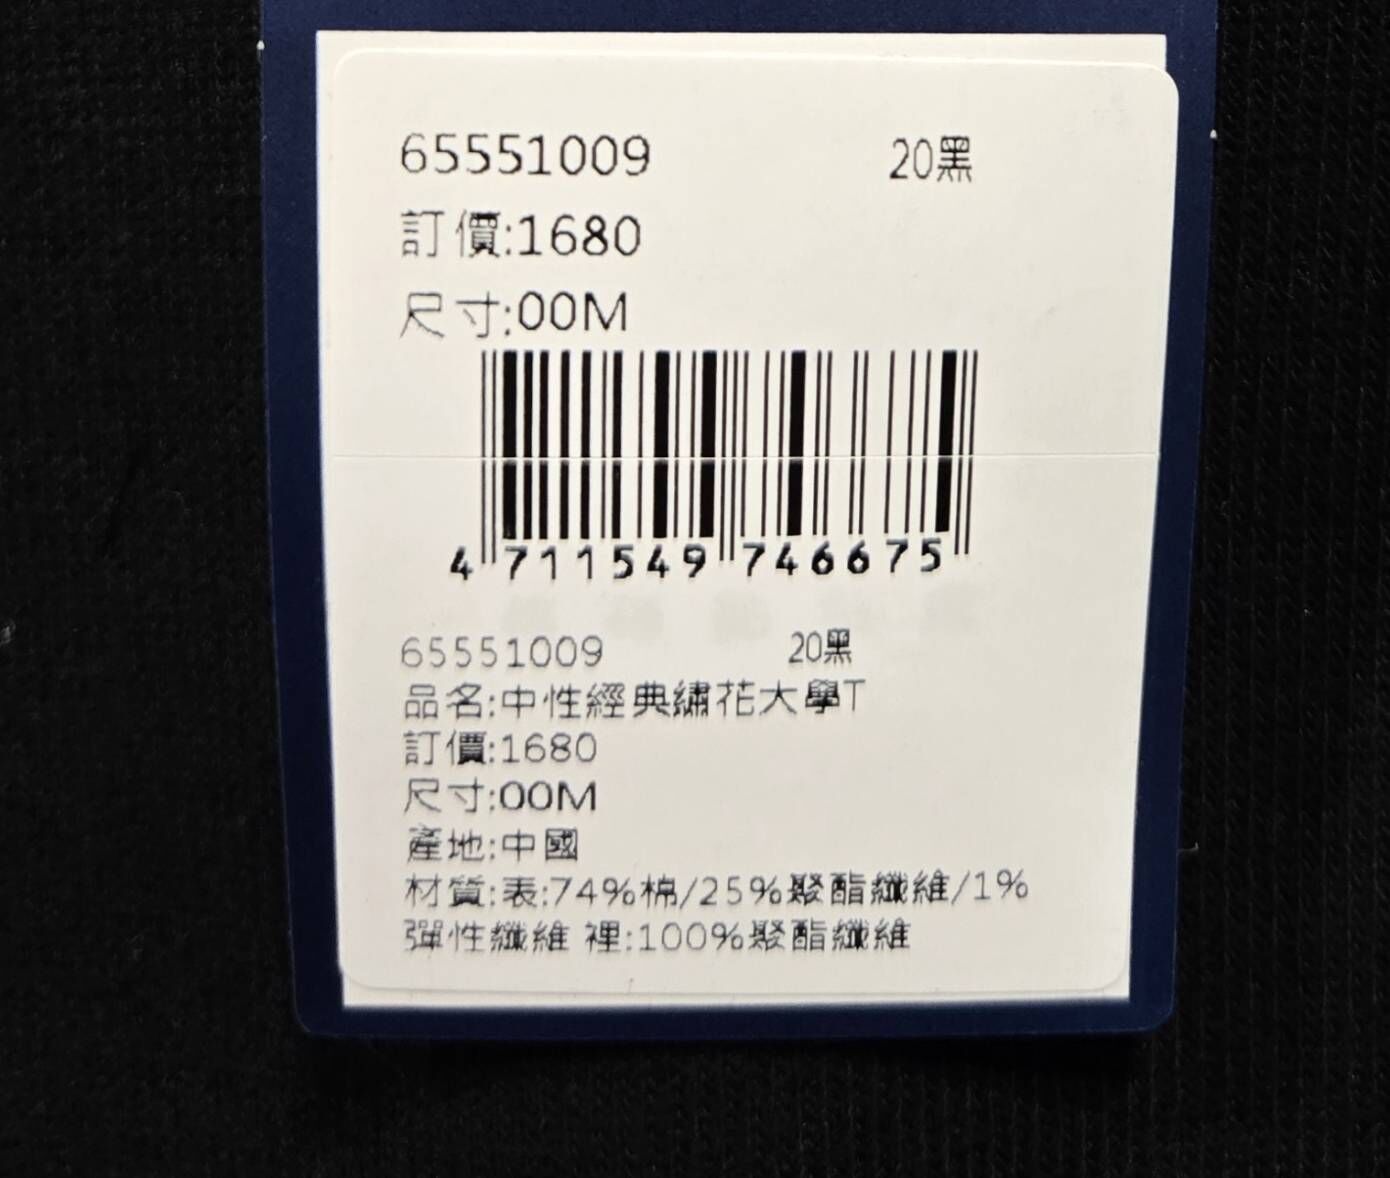 65551009 20黑
訂價:1680
尺寸:00M
4 711549 746675
65551009 20黑
品名:中性經典繡花大學T
訂價:1680
尺寸:00M
產地:中國
材質:表:74%棉/25%聚酯纖維/1%
彈性纖維 裡:100%聚酯纖維